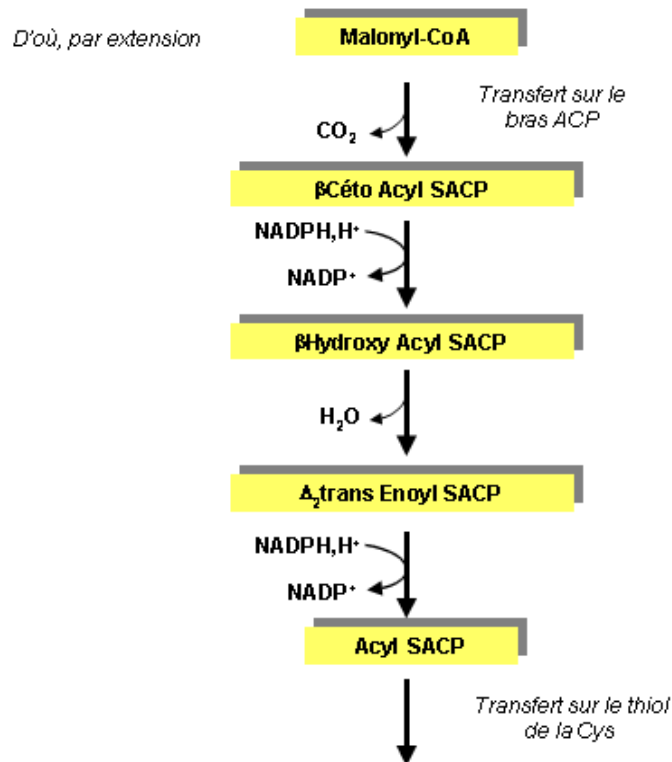 D'où, par extension
Malonyl-CoA
Transfert sur le
bras ACP
CO₂
βCéto Acyl SACP
NADPH,H⁺
NADP⁺
βHydroxy Acyl SACP
H₂O
Δ₂trans Enoyl SACP
NADPH,H⁺
NADP⁺
Acyl SACP
Transfert sur le thiol
de la Cys